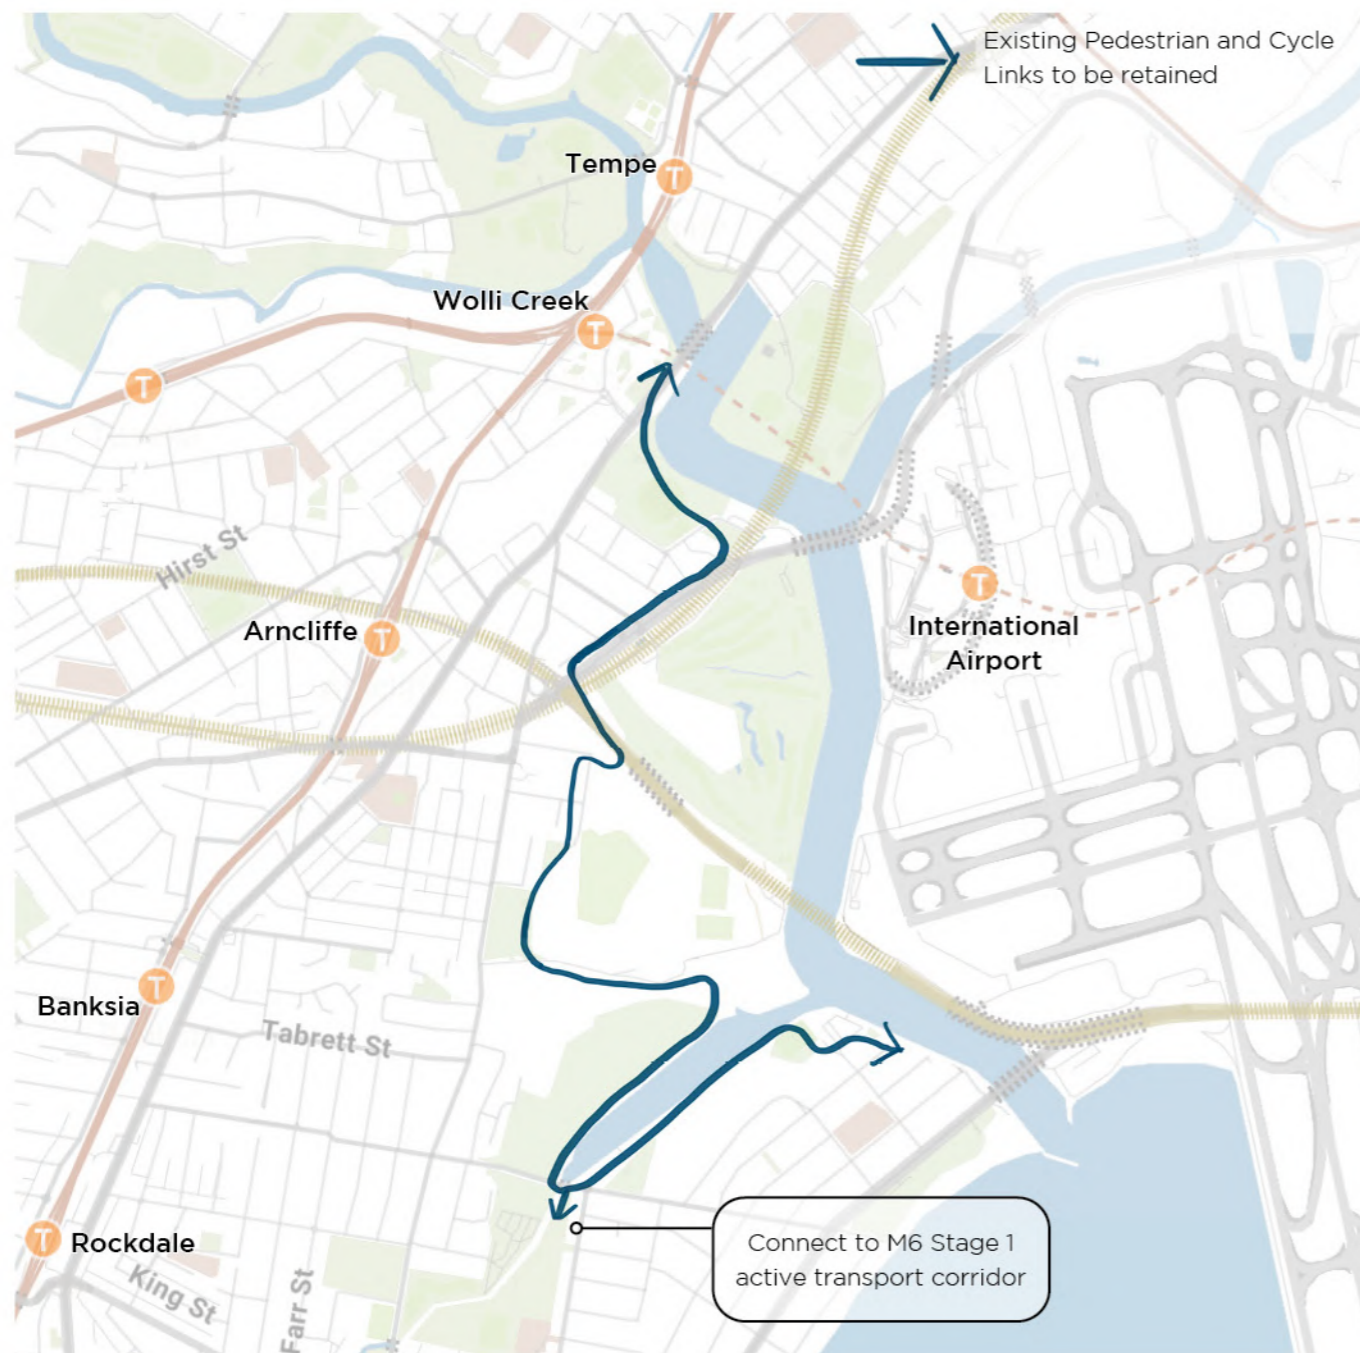 Existing Pedestrian and Cycle
Links to be retained
Tempe
T
Wolli Creek
T
T
Hirst St
Arncliffe
T
T
International
Airport
Banksia
T
Tabrett St
Rockdale
T
King St
Farr St
Connect to M6 Stage 1
active transport corridor